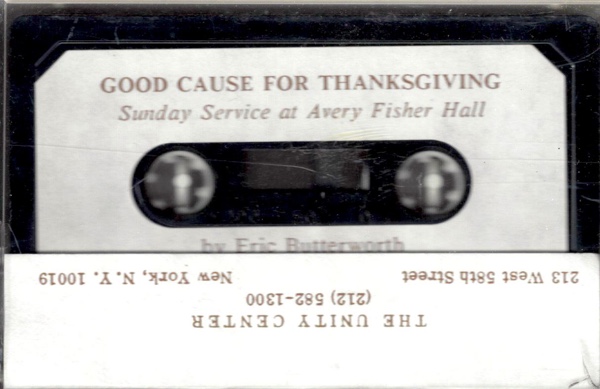 GOOD CAUSE FOR THANKSGIVING
Sunday Service at Avery Fisher Hall
by Eric Butterworth
THE UNITY CENTER
(212) 582-1300
213 West 58th Street New York, N.Y. 10019